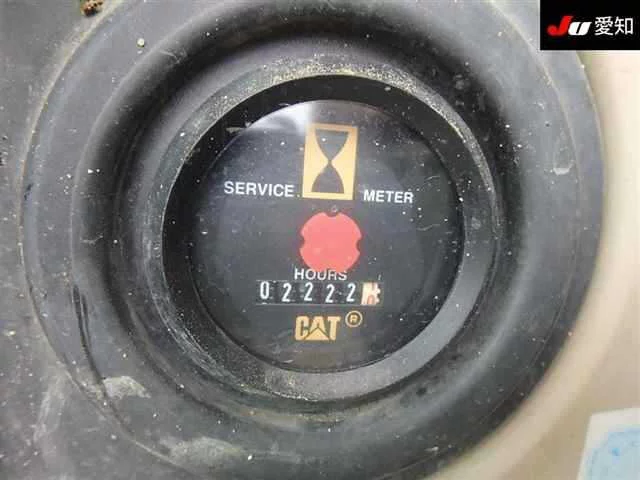 JU 愛知
SERVICE METER
HOURS
02222
CAT ®